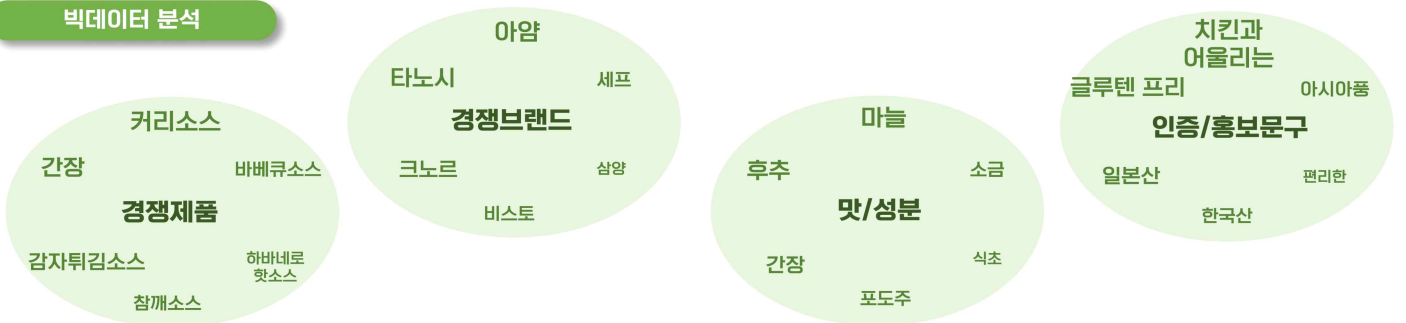 빅데이터 분석
커리소스
간장
바베큐소스
경쟁제품
감자튀김소스
하바네로
핫소스
참깨소스
아얌
타노시
세프
경쟁브랜드
크노르
삼양
비스토
마늘
후추
소금
맛/성분
간장
식초
포도주
치킨과
어울리는
글루텐 프리
아시아풍
인증/홍보문구
일본산
편리한
한국산